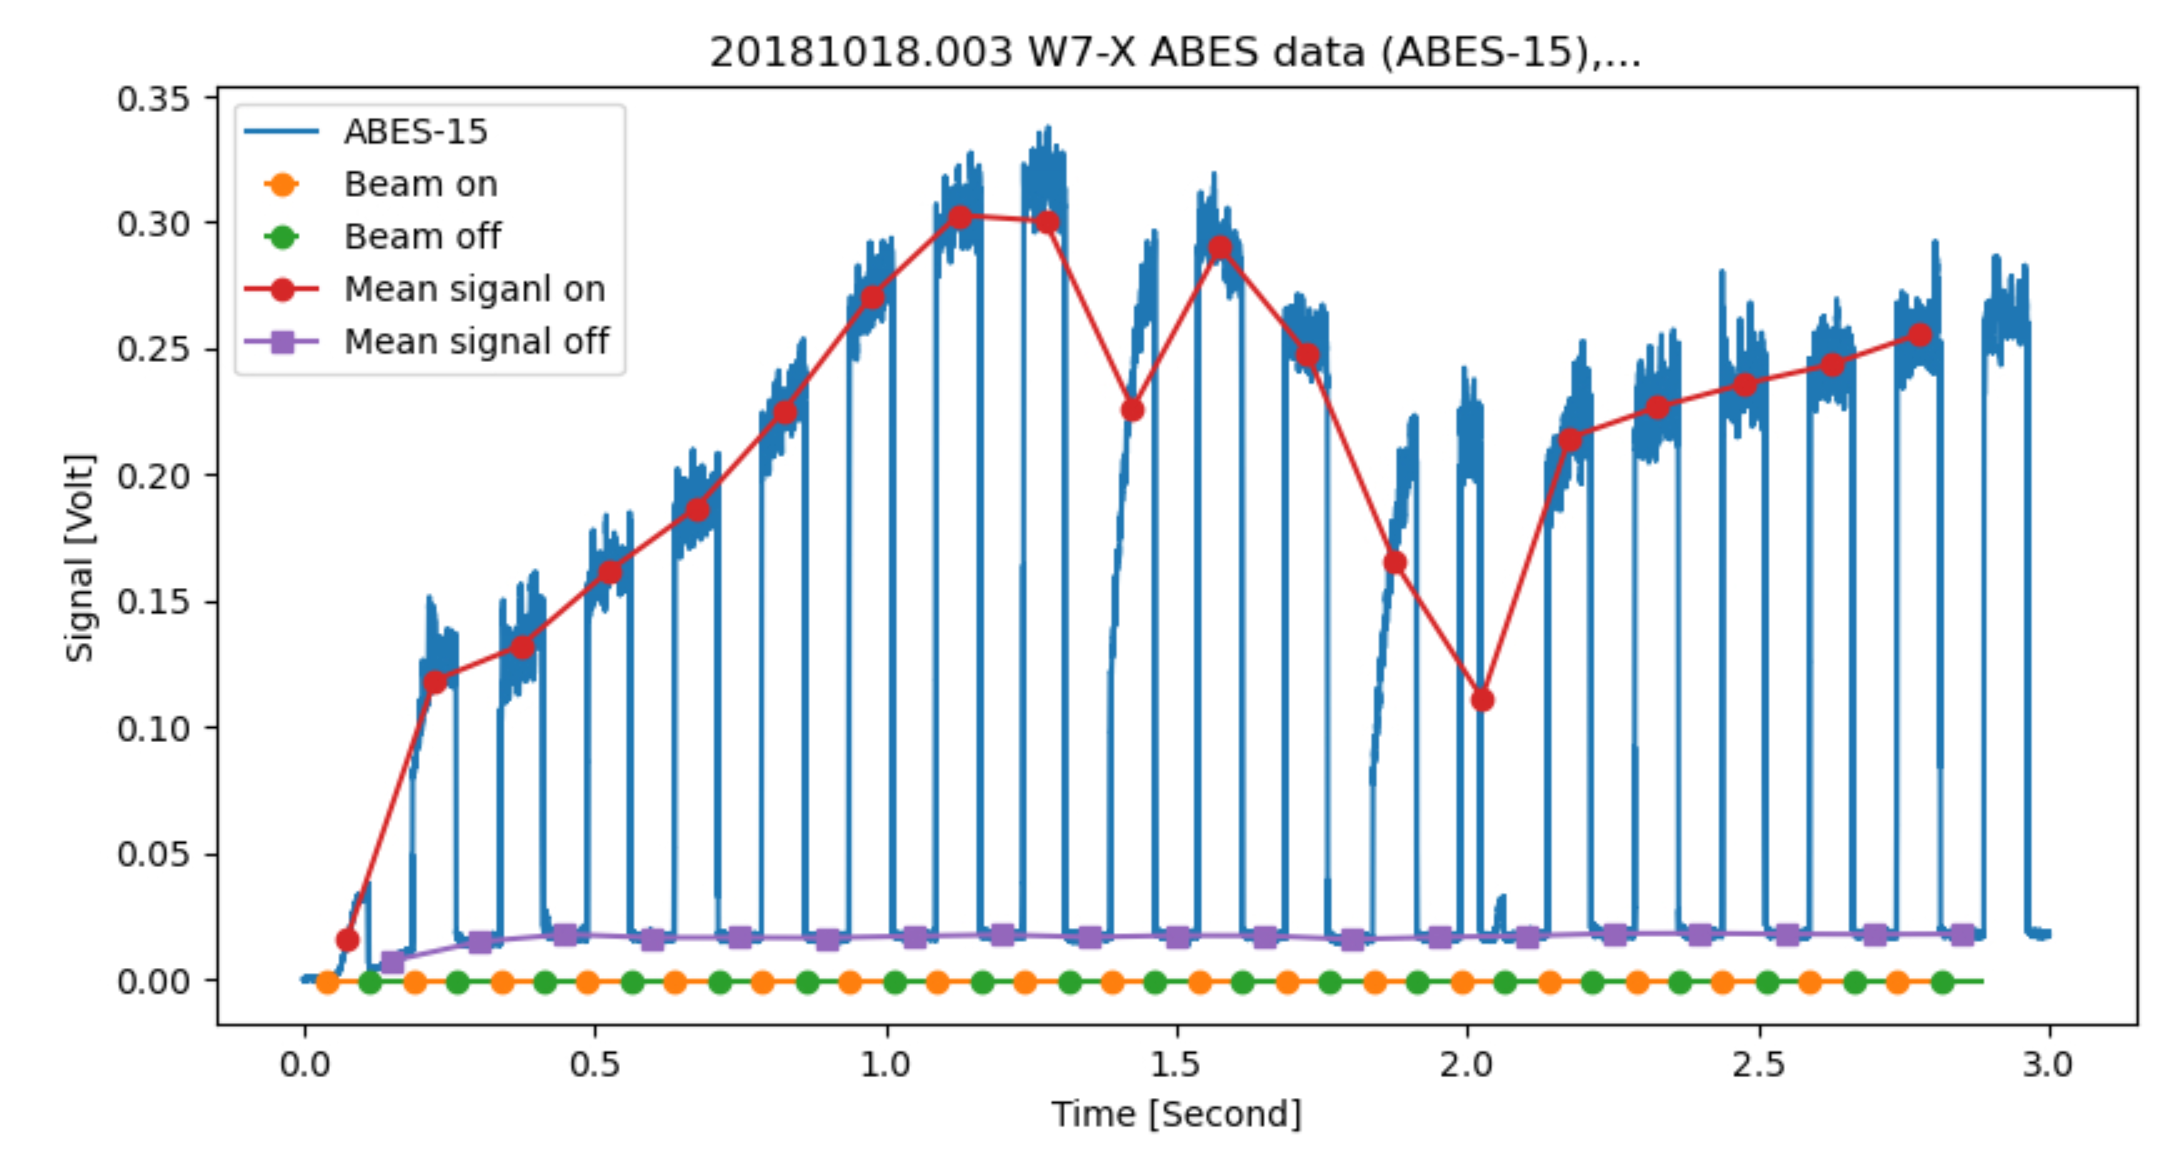 20181018.003 W7-X ABES data (ABES-15),...
0.35
0.30
0.25
0.20
0.15
0.10
0.05
0.00
Signal [Volt]
ABES-15
Beam on
Beam off
Mean siganl on
Mean signal off
0.0 0.5 1.0 1.5 2.0 2.5 3.0
Time [Second]